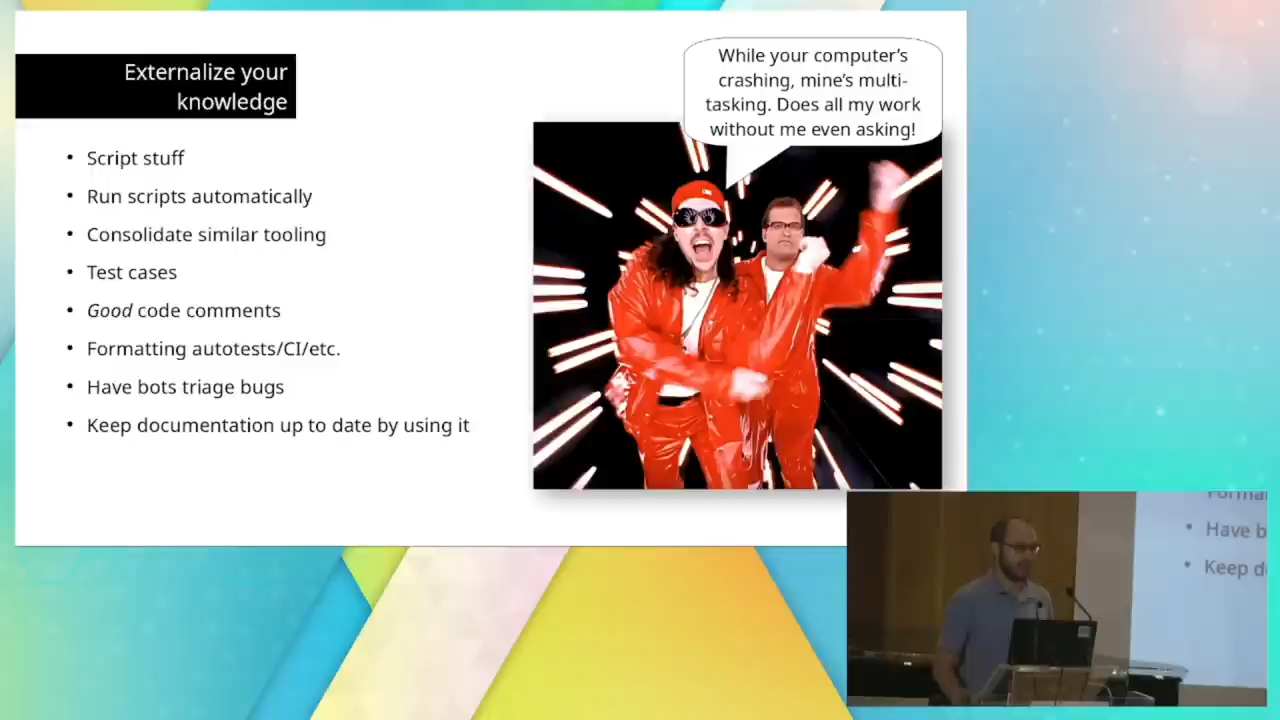 Externalize your
knowledge
• Script stuff
• Run scripts automatically
• Consolidate similar tooling
• Test cases
• Good code comments
• Formatting autotests/CI/etc.
• Have bots triage bugs
• Keep documentation up to date by using it
While your computer’s
crashing, mine’s multi-
tasking. Does all my work
without me even asking!
Forma
• Have b
• Keep d